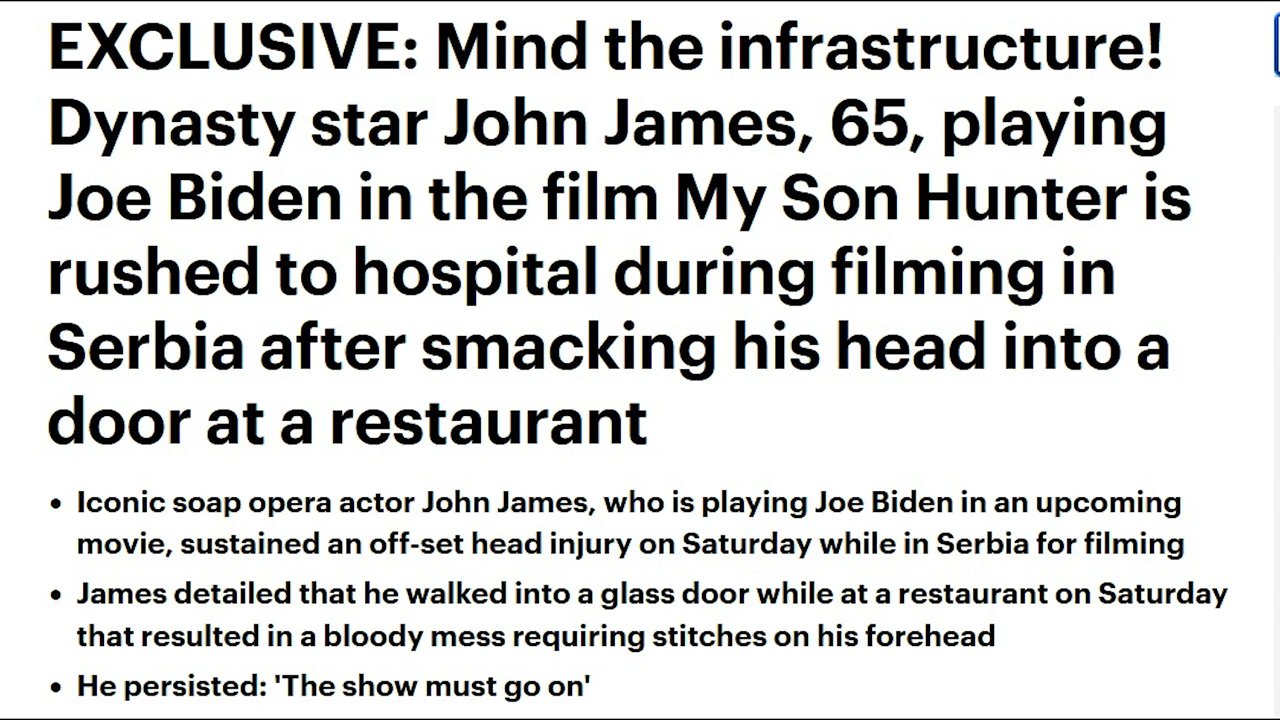 EXCLUSIVE: Mind the infrastructure!
Dynasty star John James, 65, playing
Joe Biden in the film My Son Hunter is
rushed to hospital during filming in
Serbia after smacking his head into a
door at a restaurant
• Iconic soap opera actor John James, who is playing Joe Biden in an upcoming
movie, sustained an off-set head injury on Saturday while in Serbia for filming
• James detailed that he walked into a glass door while at a restaurant on Saturday
that resulted in a bloody mess requiring stitches on his forehead
• He persisted: 'The show must go on'